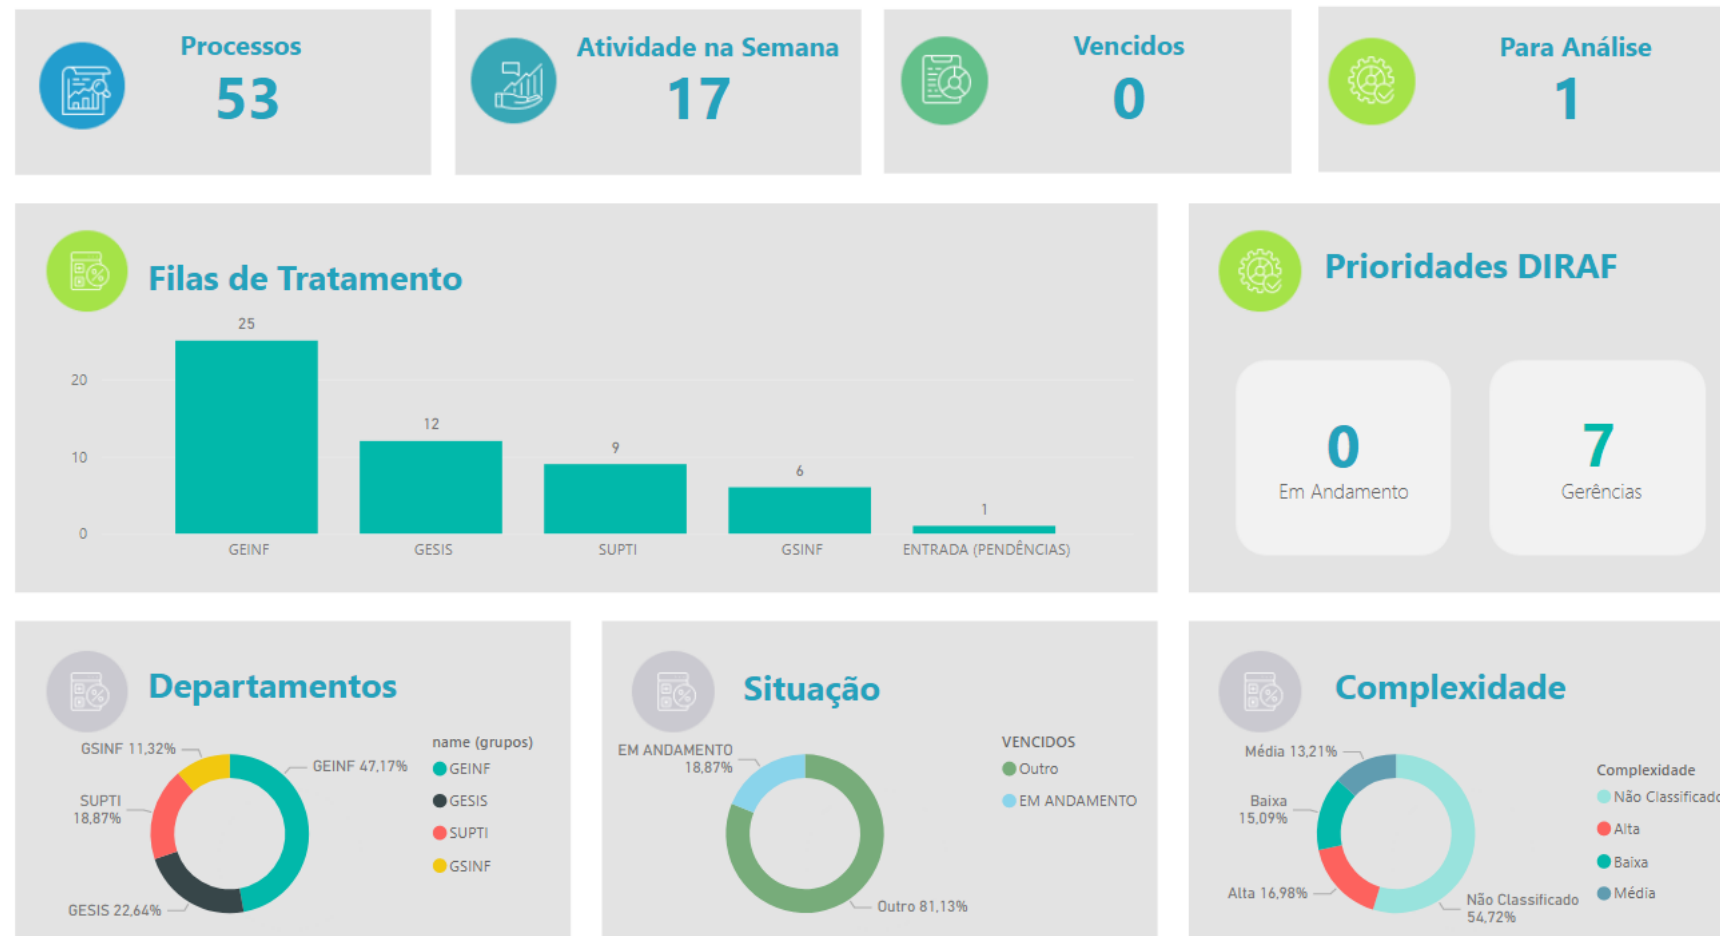 Processos
53
Atividade na Semana
17
Vencidos
0
Para Análise
1
Filas de Tratamento
25
20
12
10
9
6
1
0
GEINF
GESIS
SUPTI
GSINF
ENTRADA (PENDÊNCIAS)
Prioridades DIRAF
0
Em Andamento
7
Gerências
Departamentos
GSINF 11,32%
GEINF 47,17%
SUPTI
18,87%
GESIS 22,64%
name (grupos)
GEINF
GESIS
SUPTI
GSINF
Situação
EM ANDAMENTO
18,87%
Outro 81,13%
VENCIDOS
Outro
EM ANDAMENTO
Complexidade
Média 13,21%
Baixa
15,09%
Alta 16,98%
Não Classificado
54,72%
Complexidade
Não Classificado
Alta
Baixa
Média